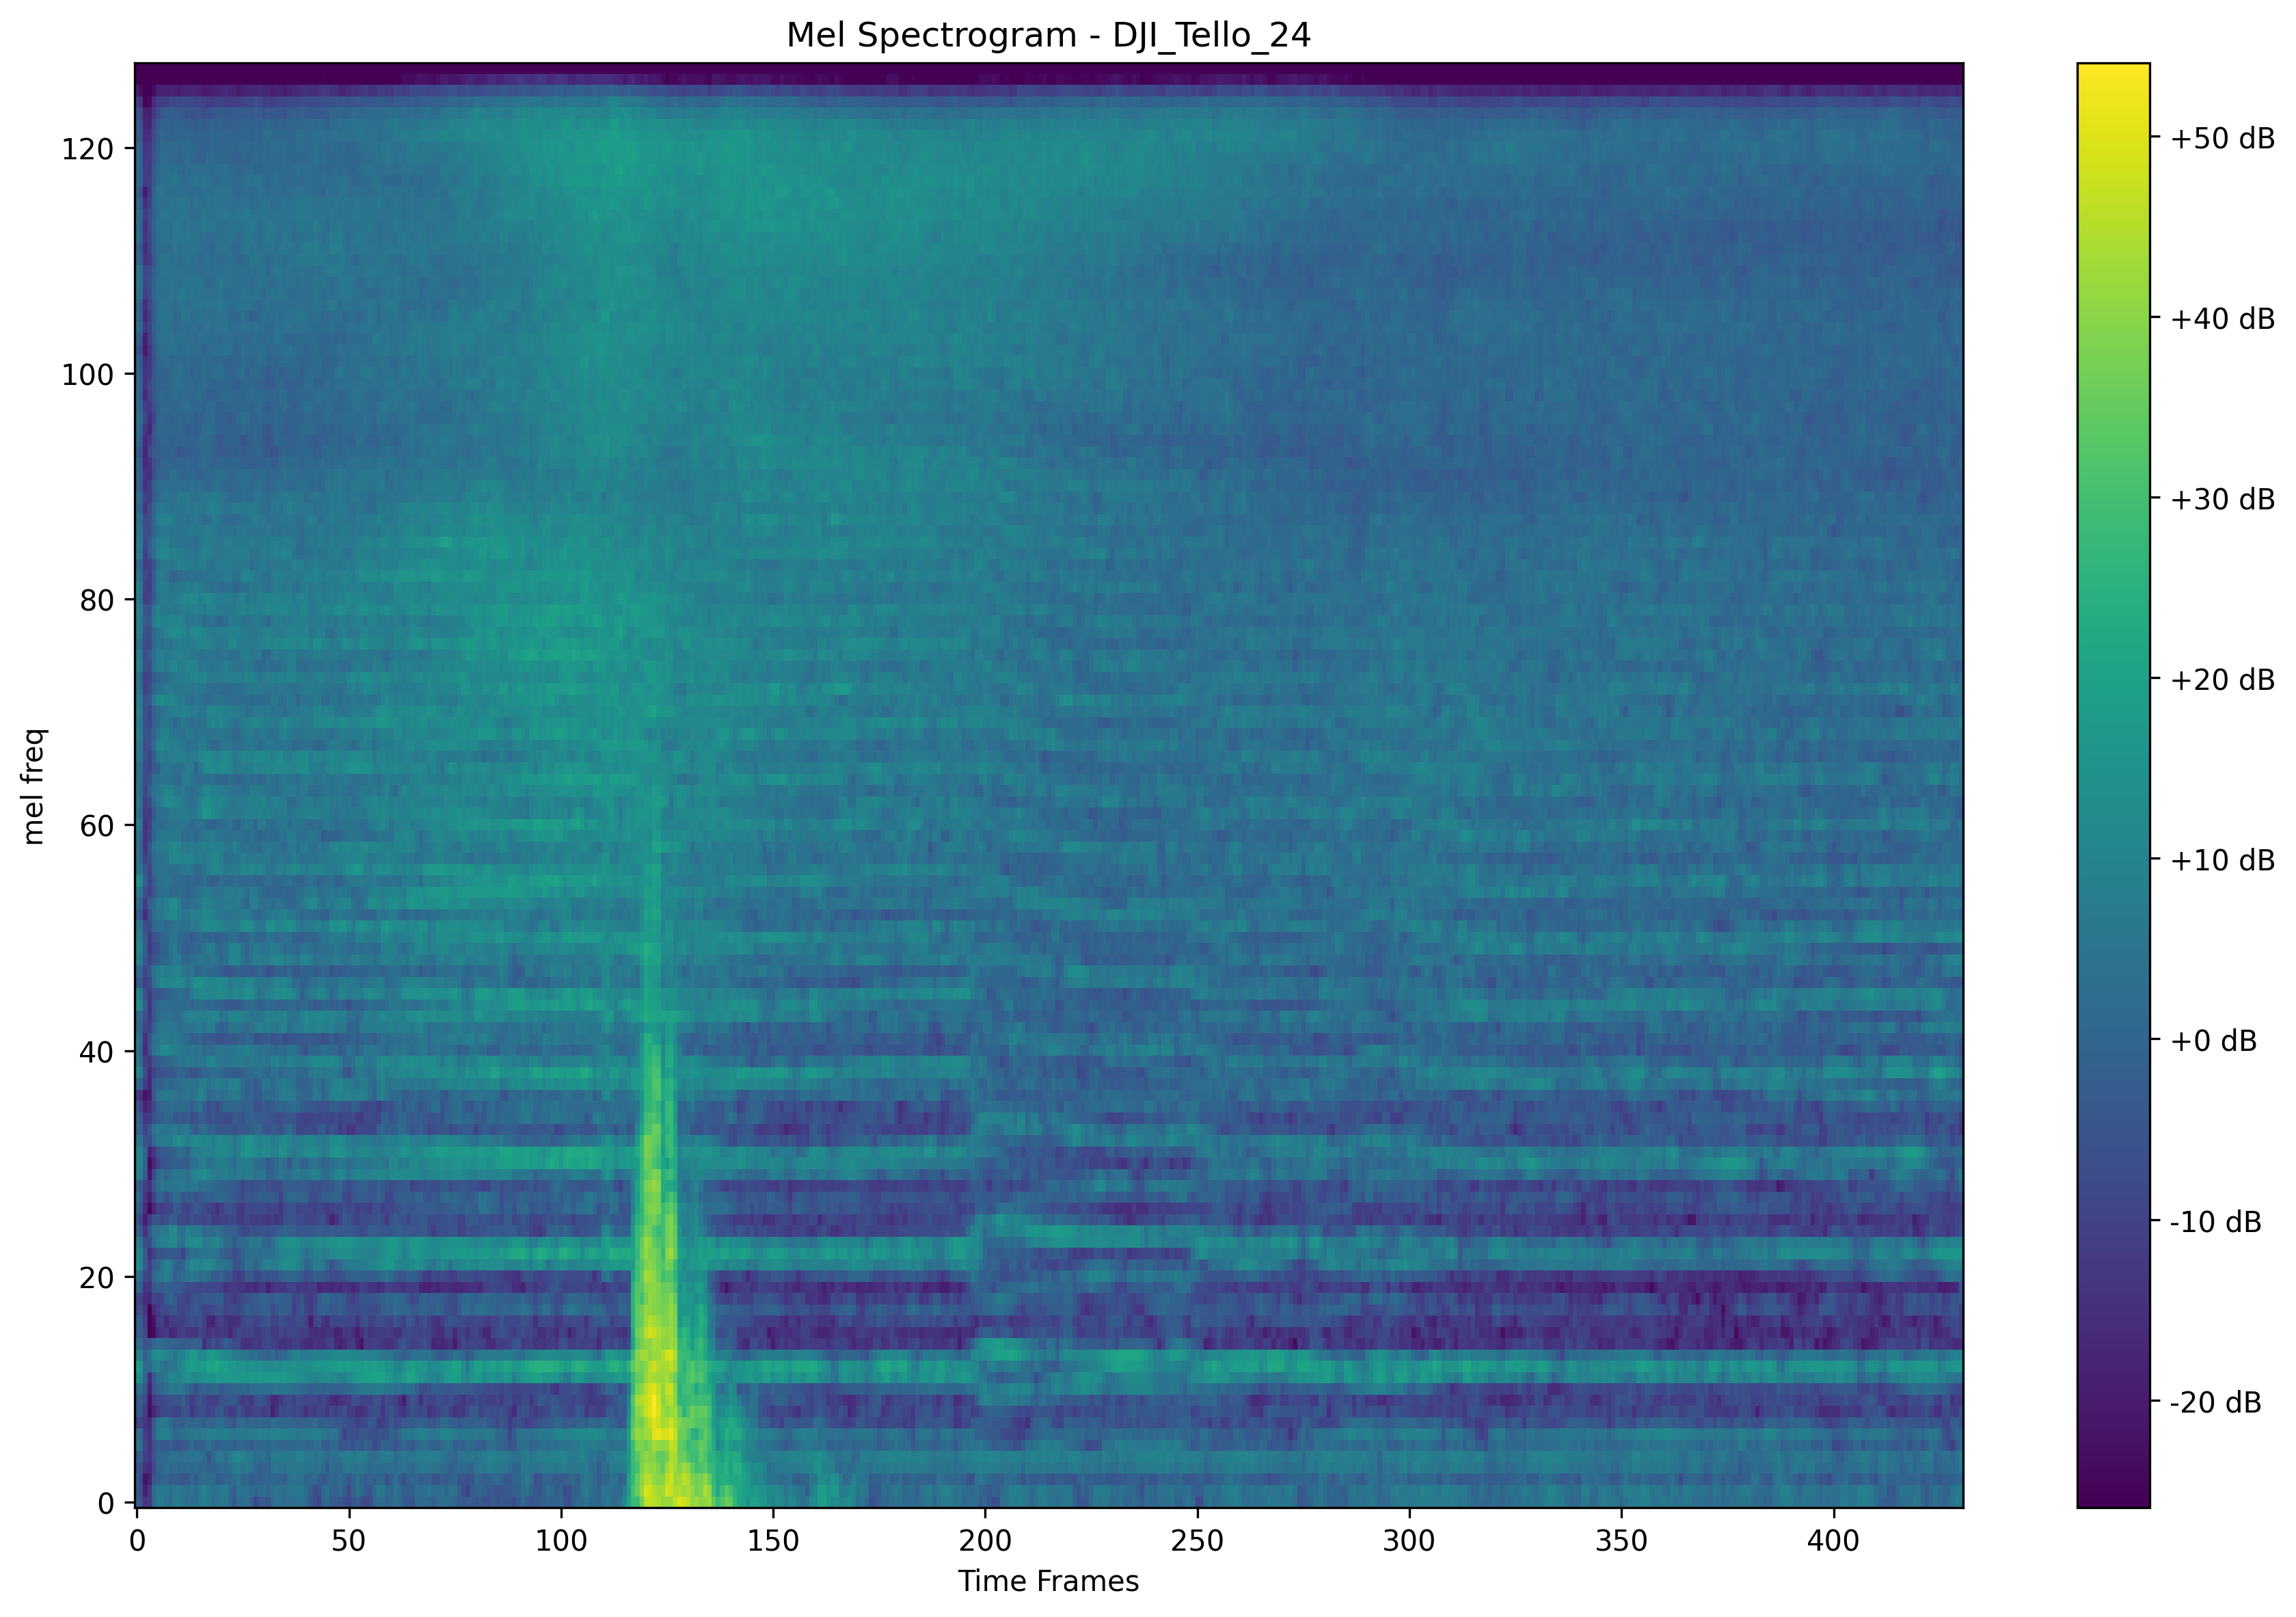 Mel Spectrogram - DJI_Tello_24
mel freq
120
100
80
60
40
20
0
0 50 100 150 200 250 300 350 400
Time Frames
+50 dB
+40 dB
+30 dB
+20 dB
+10 dB
+0 dB
-10 dB
-20 dB